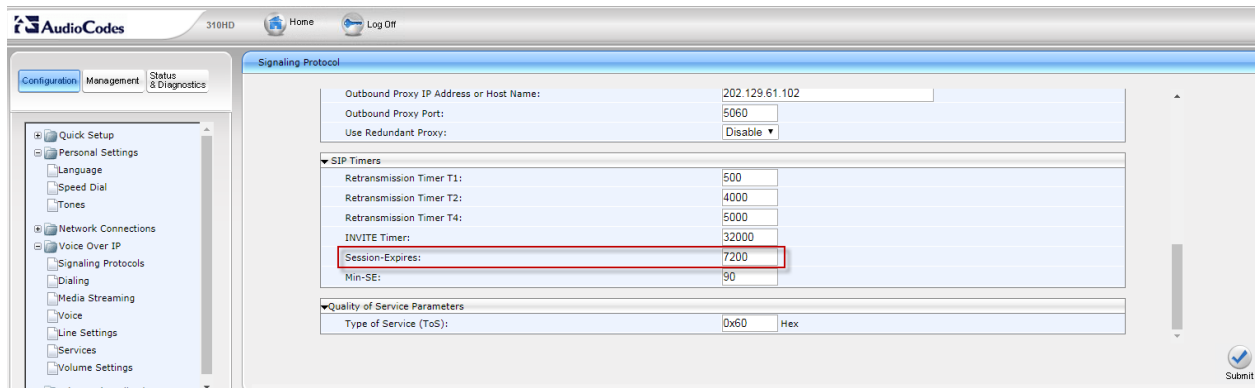 AudioCodes 310HD Home Log Off
Configuration Management Status & Diagnostics
Quick Setup
Personal Settings
Language
Speed Dial
Tones
Network Connections
Voice Over IP
Signaling Protocols
Dialing
Media Streaming
Voice
Line Settings
Services
Volume Settings
Signaling Protocol
Outbound Proxy IP Address or Host Name: 202.129.61.102
Outbound Proxy Port: 5060
Use Redundant Proxy: Disable
SIP Timers
Retransmission Timer T1: 500
Retransmission Timer T2: 4000
Retransmission Timer T4: 5000
INVITE Timer: 32000
Session-Expires: 7200
Min-SE: 90
Quality of Service Parameters
Type of Service (ToS): 0x60 Hex
Submit